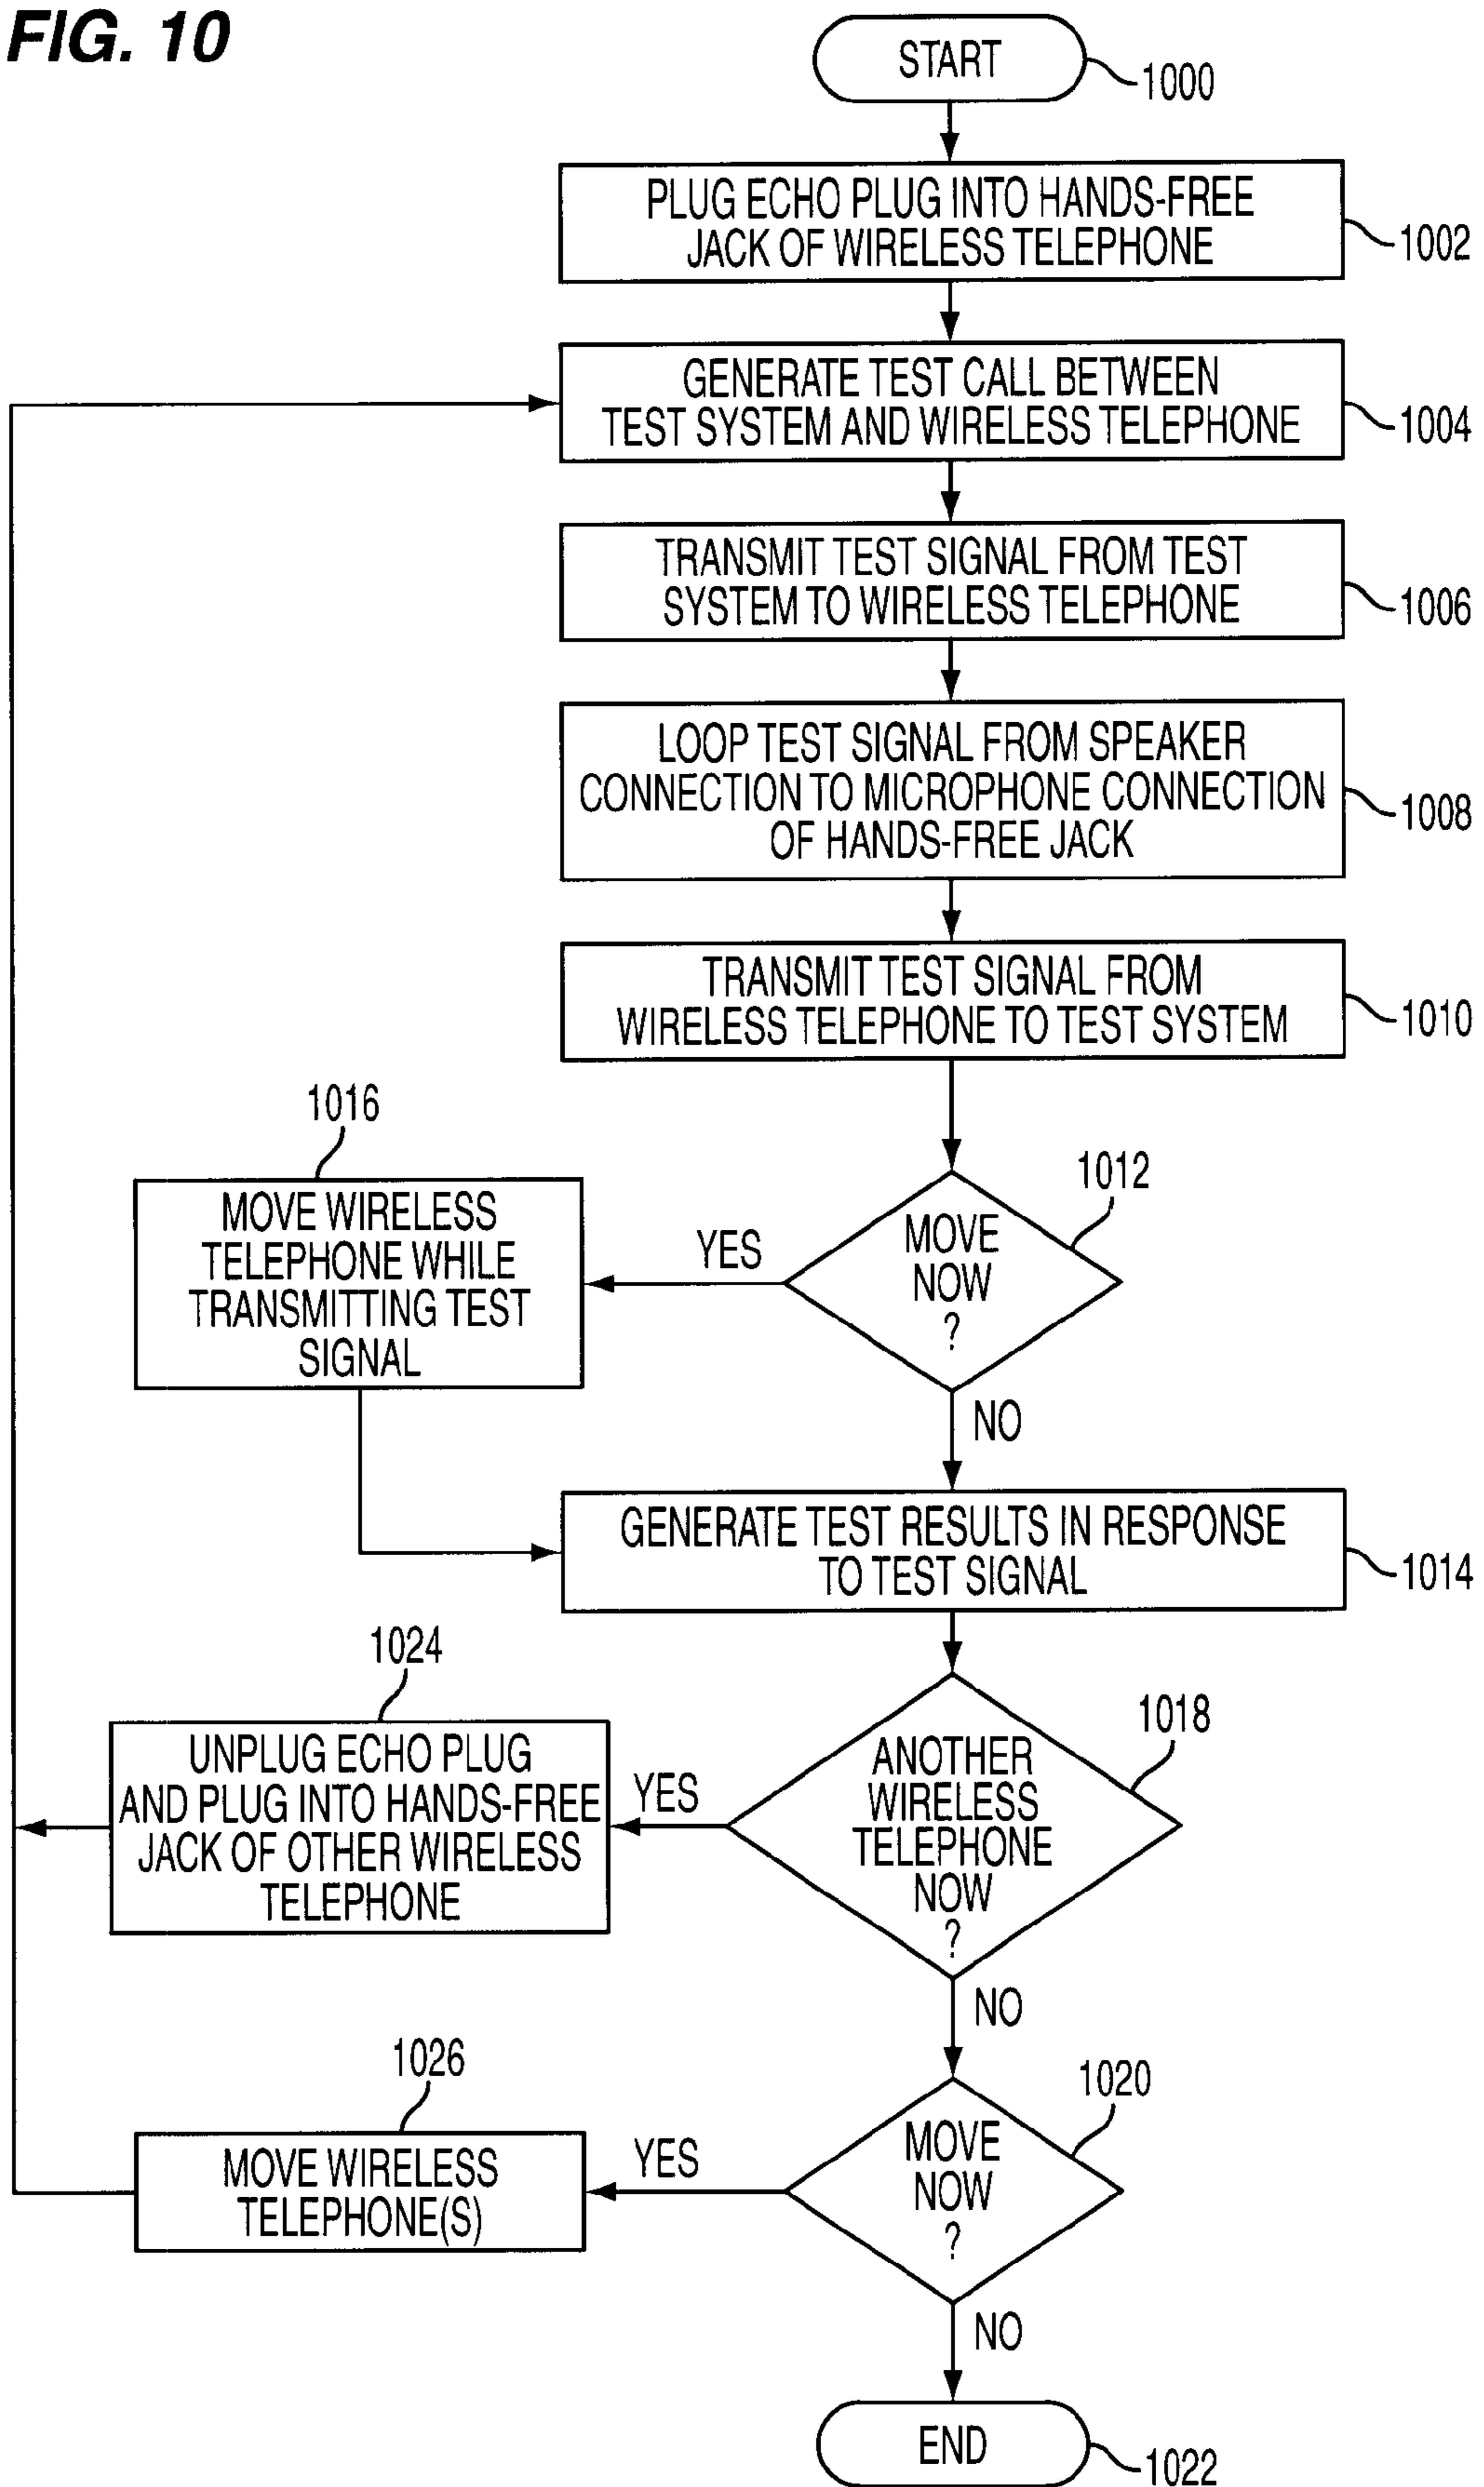 FIG. 10
START
1000
PLUG ECHO PLUG INTO HANDS-FREE
JACK OF WIRELESS TELEPHONE
1002
GENERATE TEST CALL BETWEEN
TEST SYSTEM AND WIRELESS TELEPHONE
1004
TRANSMIT TEST SIGNAL FROM TEST
SYSTEM TO WIRELESS TELEPHONE
1006
LOOP TEST SIGNAL FROM SPEAKER
CONNECTION TO MICROPHONE CONNECTION
OF HANDS-FREE JACK
1008
TRANSMIT TEST SIGNAL FROM
WIRELESS TELEPHONE TO TEST SYSTEM
1010
1012
MOVE
NOW
?
YES
1016
MOVE WIRELESS
TELEPHONE WHILE
TRANSMITTING TEST
SIGNAL
NO
GENERATE TEST RESULTS IN RESPONSE
TO TEST SIGNAL
1014
1018
ANOTHER
WIRELESS
TELEPHONE
NOW
?
YES
1024
UNPLUG ECHO PLUG
AND PLUG INTO HANDS-FREE
JACK OF OTHER WIRELESS
TELEPHONE
NO
1020
MOVE
NOW
?
YES
1026
MOVE WIRELESS
TELEPHONE(S)
NO
END
1022